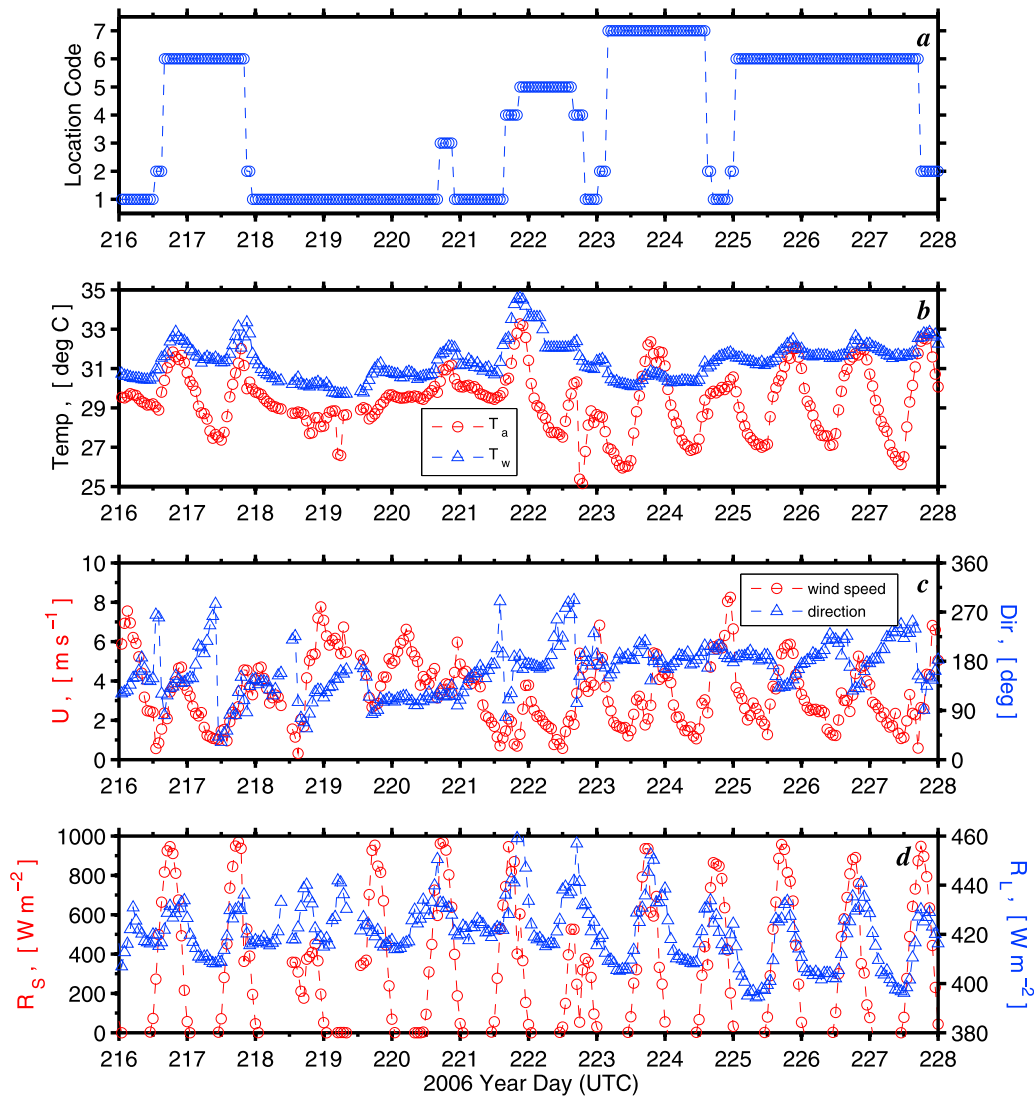 a
Location Code
7
6
5
4
3
2
1
216 217 218 219 220 221 222 223 224 225 226 227 228
b
Temp , [ deg C ]
35
33
31
29
27
25
T a
T w
216 217 218 219 220 221 222 223 224 225 226 227 228
c
U , [ m s−1 ]
10
8
6
4
2
0
wind speed
direction
360
270
180
90
0
Dir , [ deg ]
216 217 218 219 220 221 222 223 224 225 226 227 228
d
R S , [ W m−2 ]
1000
800
600
400
200
0
460
440
420
400
380
R L , [ W m−2 ]
216 217 218 219 220 221 222 223 224 225 226 227 228
2006 Year Day (UTC)